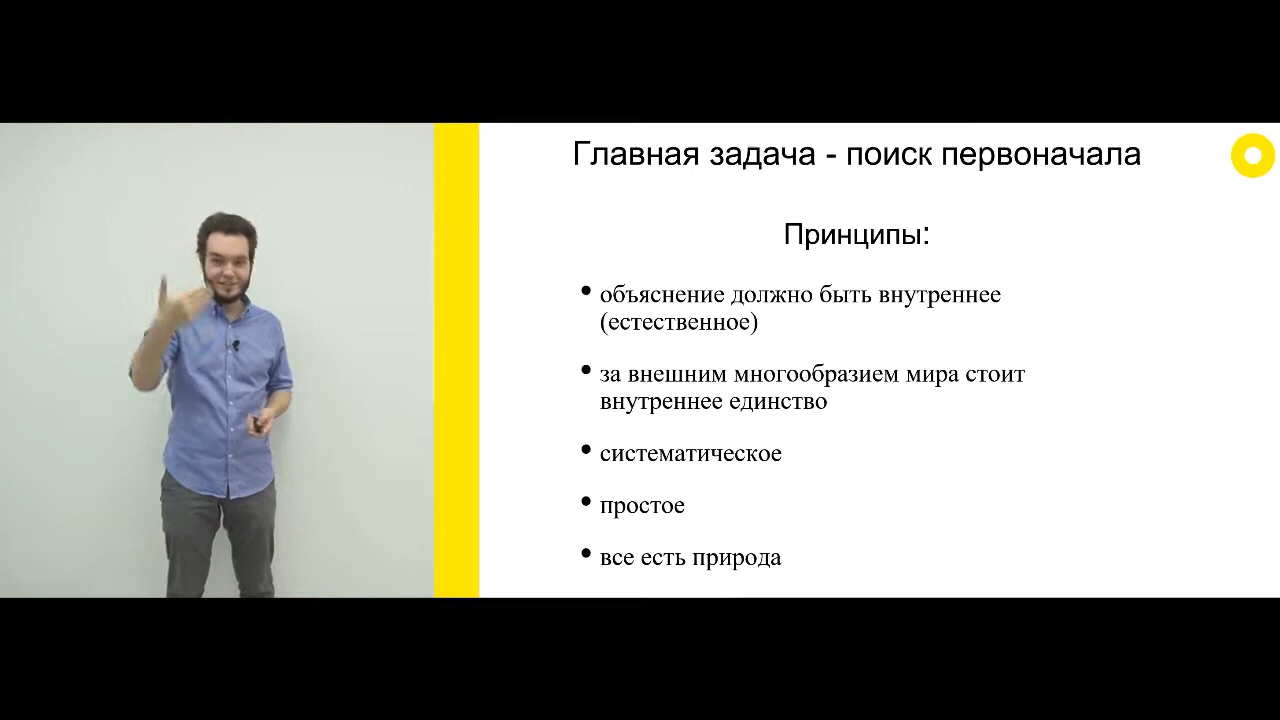 Главная задача - поиск первоначала
Принципы:
• объяснение должно быть внутреннее
(естественное)
• за внешним многообразием мира стоит
внутреннее единство
• систематическое
• простое
• все есть природа